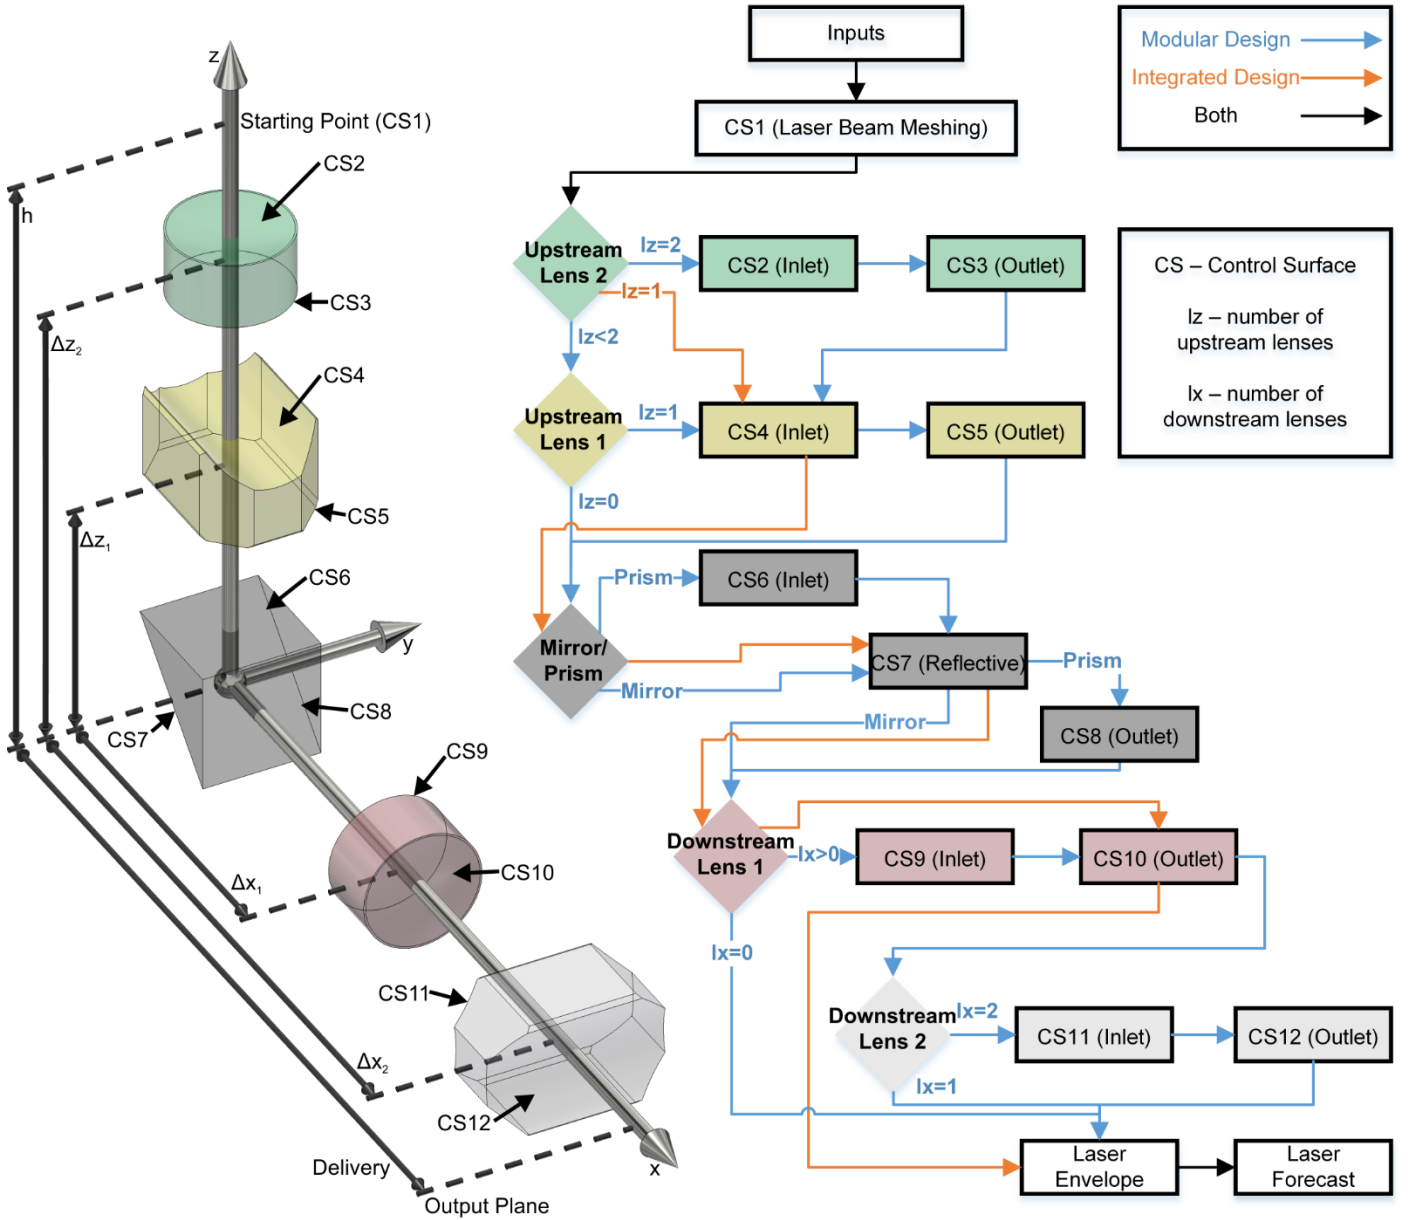 z
Starting Point (CS1)
CS2
h
CS3
Δz2
CS4
CS5
Δz1
CS6
y
CS8
CS7
CS9
CS10
Δx1
CS11
Δx2
CS12
Delivery
x
Output Plane
Inputs
CS1 (Laser Beam Meshing)
Upstream
Lens 2
Iz=2
CS2 (Inlet)
CS3 (Outlet)
Iz=1
Iz<2
Upstream
Lens 1
Iz=1
CS4 (Inlet)
CS5 (Outlet)
Iz=0
Prism
CS6 (Inlet)
Mirror/
Prism
CS7 (Reflective)
Prism
Mirror
Mirror
CS8 (Outlet)
Downstream
Lens 1
Ix>0
CS9 (Inlet)
CS10 (Outlet)
Ix=0
Downstream
Lens 2
Ix=2
CS11 (Inlet)
CS12 (Outlet)
Ix=1
Laser
Envelope
Laser
Forecast
Modular Design
Integrated Design
Both
CS – Control Surface
Iz – number of
upstream lenses
Ix – number of
downstream lenses